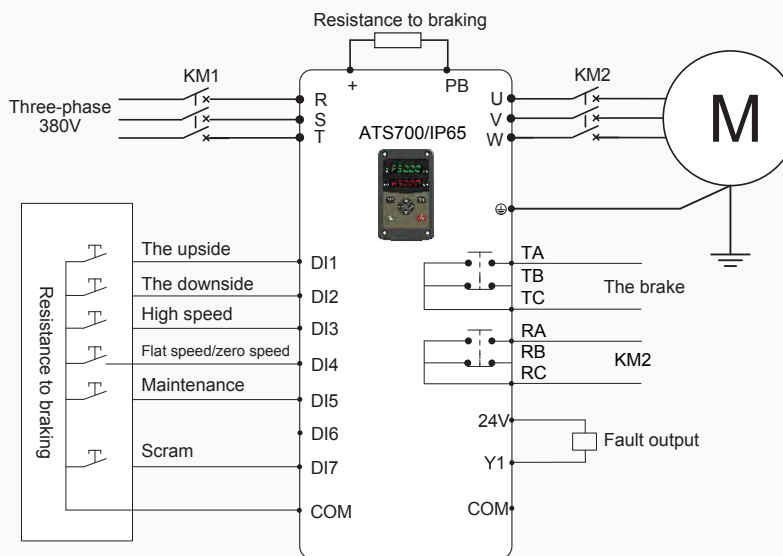 Resistance to braking
+
PB
KM1
KM2
Three-phase
380V
R
S
T
U
V
W
M
ATS700/IP65
Resistance to braking
The upside
DI1
The downside
DI2
High speed
DI3
Flat speed/zero speed
DI4
Maintenance
DI5
DI6
Scram
DI7
COM
TA
TB
TC
The brake
RA
RB
RC
KM2
24V
Y1
Fault output
COM